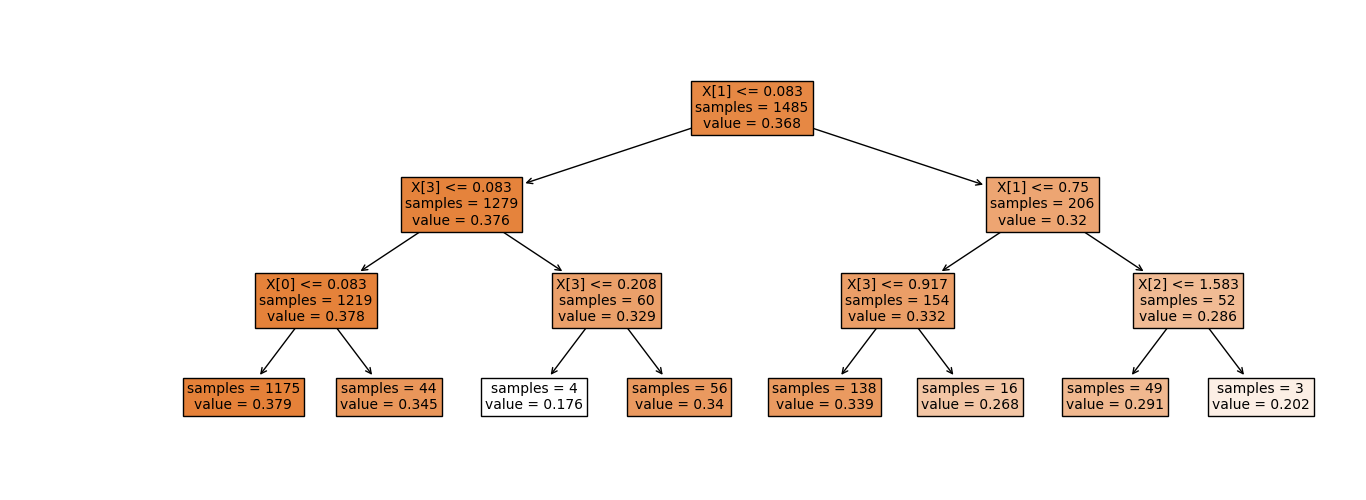 X[1] <= 0.083
samples = 1485
value = 0.368
X[3] <= 0.083
samples = 1279
value = 0.376
X[1] <= 0.75
samples = 206
value = 0.32
X[0] <= 0.083
samples = 1219
value = 0.378
X[3] <= 0.208
samples = 60
value = 0.329
X[3] <= 0.917
samples = 154
value = 0.332
X[2] <= 1.583
samples = 52
value = 0.286
samples = 1175
value = 0.379
samples = 44
value = 0.345
samples = 4
value = 0.176
samples = 56
value = 0.34
samples = 138
value = 0.339
samples = 16
value = 0.268
samples = 49
value = 0.291
samples = 3
value = 0.202